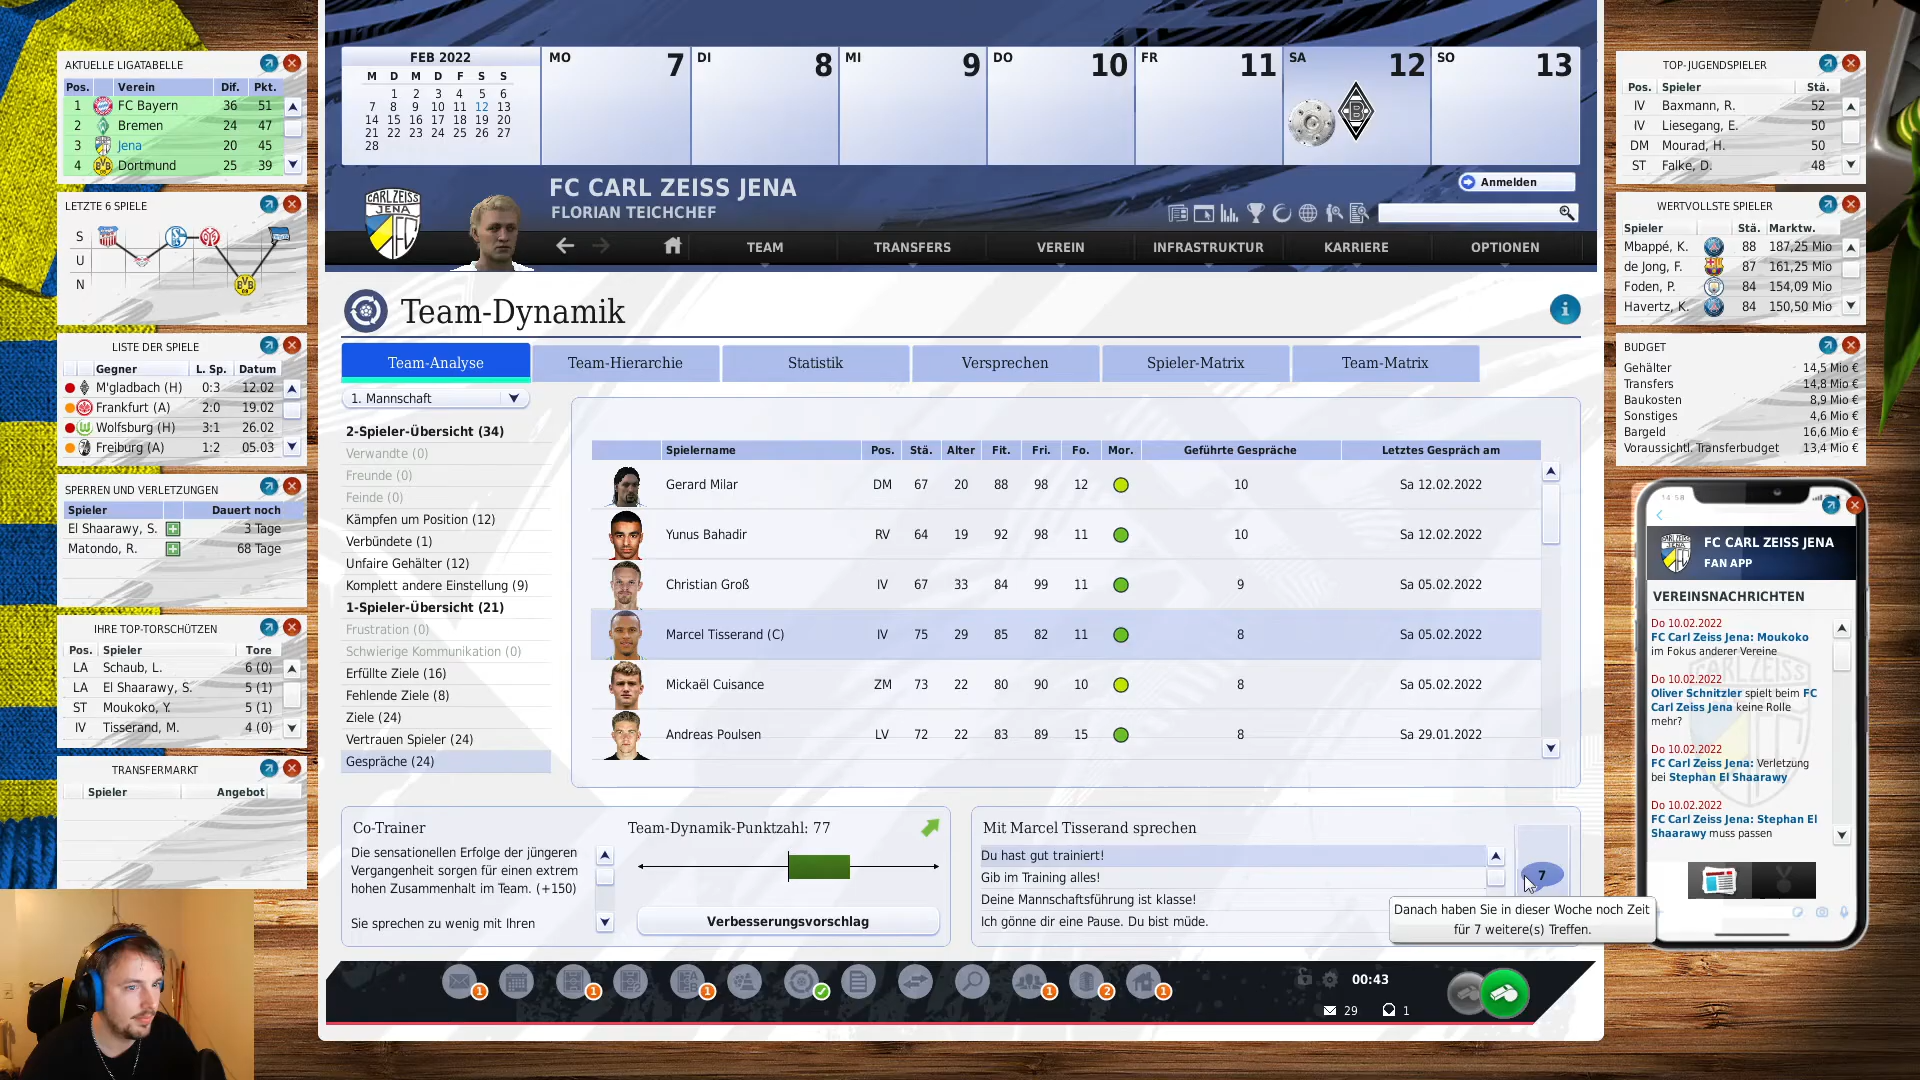 AKTUELLE LIGATABELLE
Pos. Verein Dif. Pkt.
1 FC Bayern 36 51
2 Bremen 24 47
3 Jena 20 45
4 Dortmund 25 39
LETZTE 6 SPIELE
S
U
N
LISTE DER SPIELE
Gegner L. Sp. Datum
M'gladbach (H) 0:3 12.02
Frankfurt (A) 2:0 19.02
Wolfsburg (H) 3:1 26.02
Freiburg (A) 1:2 05.03
SPERREN UND VERLETZUNGEN
Spieler Dauert noch
El Shaarawy, S. 3 Tage
Matondo, R. 68 Tage
IHRE TOP-TORSCHÜTZEN
Pos. Spieler Tore
LA Schaub, L. 6 (0)
LA El Shaarawy, S. 5 (1)
ST Moukoko, Y. 5 (1)
IV Tisserand, M. 4 (0)
TRANSFERMARKT
Spieler Angebot
FEB 2022
M D M D F S S
1 2 3 4 5 6
7 8 9 10 11 12 13
14 15 16 17 18 19 20
21 22 23 24 25 26 27
28
MO 7 DI 8 MI 9 DO 10 FR 11 SA 12 SO 13
CARL ZEISS
JENA
FC CARL ZEISS JENA
FLORIAN TEICHCHEF
Anmelden
TEAM TRANSFERS VEREIN INFRASTRUKTUR KARRIERE OPTIONEN
Team-Dynamik
Team-Analyse Team-Hierarchie Statistik Versprechen Spieler-Matrix Team-Matrix
1. Mannschaft
2-Spieler-Übersicht (34)
Verwandte (0)
Freunde (0)
Feinde (0)
Kämpfen um Position (12)
Verbündete (1)
Unfaire Gehälter (12)
Komplett andere Einstellung (9)
1-Spieler-Übersicht (21)
Frustration (0)
Schwierige Kommunikation (0)
Erfüllte Ziele (16)
Fehlende Ziele (8)
Ziele (24)
Vertrauen Spieler (24)
Gespräche (24)
Spielername Pos. Stä. Alter Fit. Fri. Fo. Mor. Geführte Gespräche Letztes Gespräch am
Gerard Milar DM 67 20 88 98 12 10 Sa 12.02.2022
Yunus Bahadir RV 64 19 92 98 11 10 Sa 12.02.2022
Christian Groß IV 67 33 84 99 11 9 Sa 05.02.2022
Marcel Tisserand (C) IV 75 29 85 82 11 8 Sa 05.02.2022
Mickaël Cuisance ZM 73 22 80 90 10 8 Sa 05.02.2022
Andreas Poulsen LV 72 22 83 89 15 8 Sa 29.01.2022
Co-Trainer
Die sensationellen Erfolge der jüngeren
Vergangenheit sorgen für einen extrem
hohen Zusammenhalt im Team. (+150)
Sie sprechen zu wenig mit Ihren
Team-Dynamik-Punktzahl: 77
Verbesserungsvorschlag
Mit Marcel Tisserand sprechen
Du hast gut trainiert!
Gib im Training alles!
Deine Mannschaftsführung ist klasse!
Ich gönne dir eine Pause. Du bist müde.
7
Danach haben Sie in dieser Woche noch Zeit
für 7 weitere(s) Treffen.
1 1 1 1 2 1
00:43
29 1
TOP-JUGENDSPIELER
Pos. Spieler Stä.
IV Baxmann, R. 52
IV Liesegang, E. 50
DM Mourad, H. 50
ST Falke, D. 48
WERTVOLLSTE SPIELER
Spieler Stä. Marktw.
Mbappé, K. 88 187,25 Mio
de Jong, F. 87 161,25 Mio
Foden, P. 84 154,09 Mio
Havertz, K. 84 150,50 Mio
BUDGET
Gehälter 14,5 Mio €
Transfers 14,8 Mio €
Baukosten 8,9 Mio €
Sonstiges 4,6 Mio €
Bargeld 16,6 Mio €
Voraussichtl. Transferbudget 13,4 Mio €
14 58
FC CARL ZEISS JENA
FAN APP
VEREINSNACHRICHTEN
Do 10.02.2022
FC Carl Zeiss Jena: Moukoko
im Fokus anderer Vereine
Do 10.02.2022
Oliver Schnitzler spielt beim FC
Carl Zeiss Jena keine Rolle
mehr?
Do 10.02.2022
FC Carl Zeiss Jena: Verletzung
bei Stephan El Shaarawy
Do 10.02.2022
FC Carl Zeiss Jena: Stephan El
Shaarawy muss passen